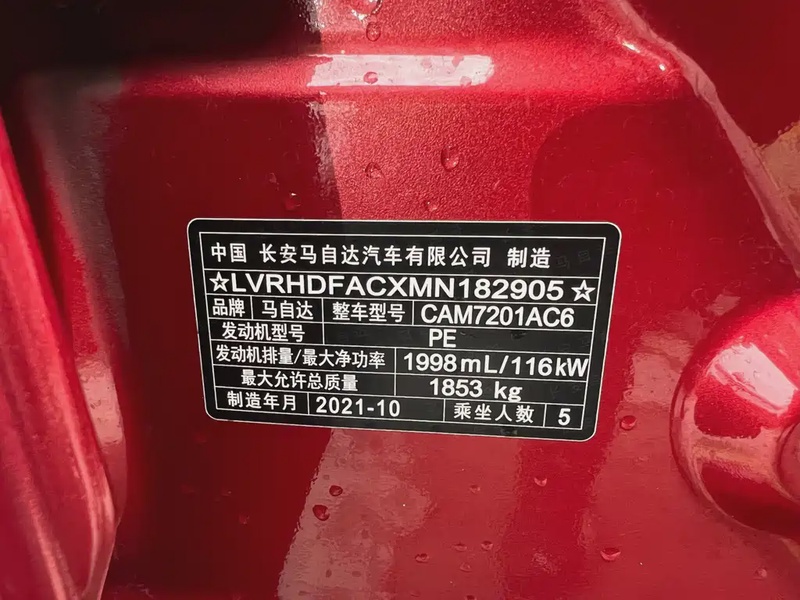 中国 长安马自达汽车有限公司 制造
☆LVRHDFACXMN182905☆
品牌 马自达 整车型号 CAM7201AC6
发动机型号 PE
发动机排量/最大净功率 1998mL/116kW
最大允许总质量 1853 kg
制造年月 2021-10 乘坐人数 5